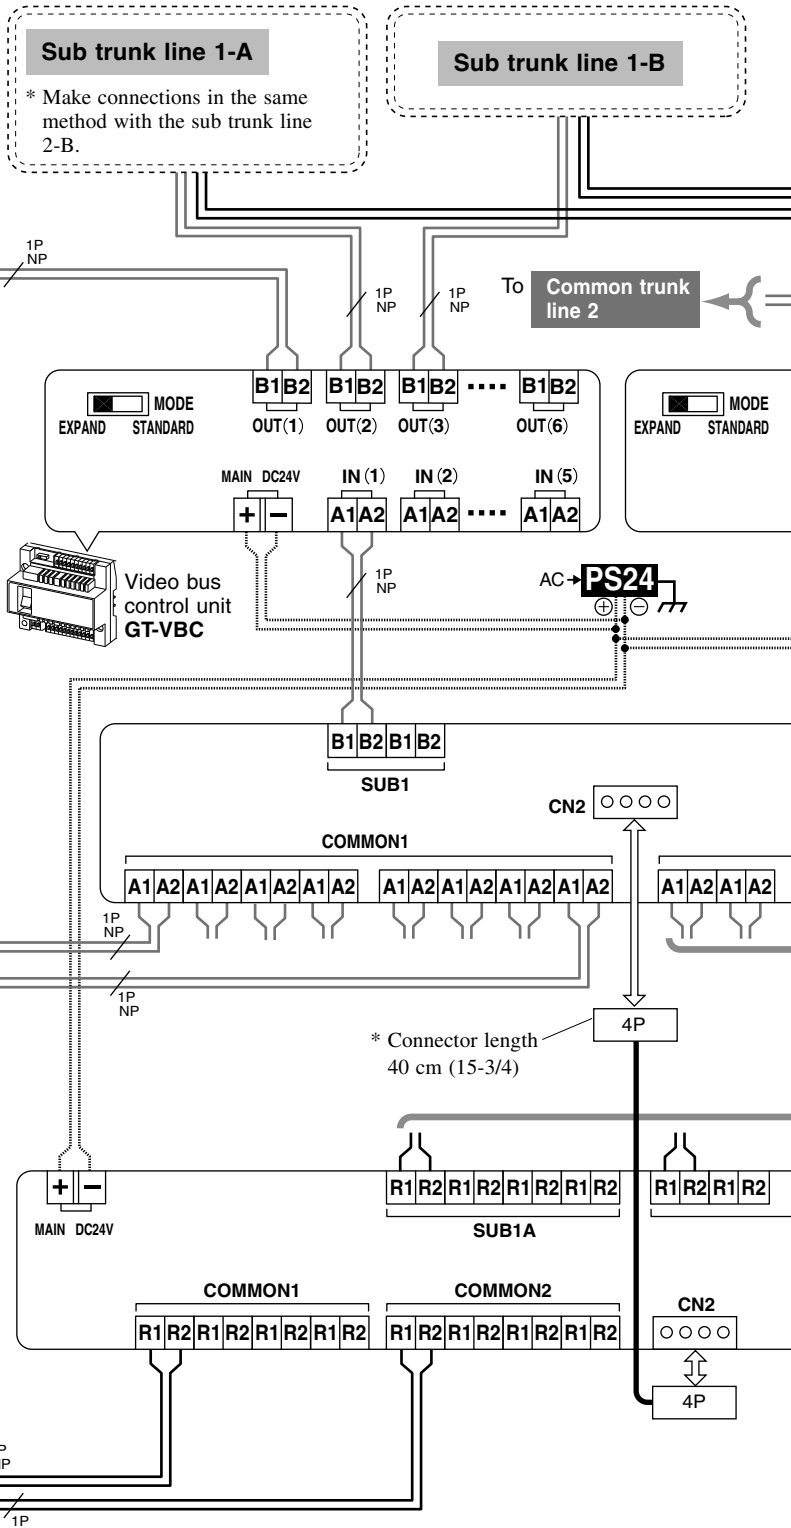 Sub trunk line 1-A
* Make connections in the same
method with the sub trunk line
2-B.
Sub trunk line 1-B
1P
NP
1P
NP
1P
NP
To
Common trunk
line 2
B1 B2 B1 B2 B1 B2 B1 B2
MODE
EXPAND STANDARD
OUT(1) OUT(2) OUT(3) OUT(6)
MODE
EXPAND STANDARD
MAIN DC24V IN(1) IN(2) IN(5)
+ − A1 A2 A1 A2 A1 A2
Video bus
control unit
GT-VBC
1P
NP
AC PS24
+ −
B1 B2 B1 B2
SUB1
CN2
COMMON1
A1 A2 A1 A2 A1 A2 A1 A2 A1 A2 A1 A2 A1 A2 A1 A2 A1 A2 A1 A2
1P
NP
1P
NP
4P
* Connector length
40 cm (15-3/4)
+ −
MAIN DC24V
R1 R2 R1 R2 R1 R2 R1 R2 R1 R2 R1 R2
SUB1A
COMMON1 COMMON2
CN2
R1 R2 R1 R2 R1 R2 R1 R2 R1 R2 R1 R2 R1 R2 R1 R2
4P
1P